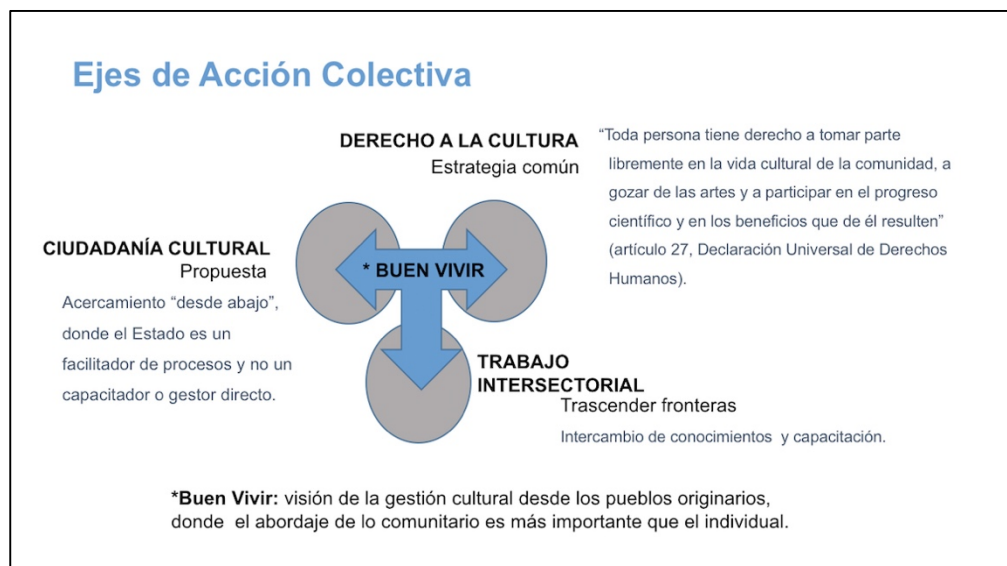 Ejes de Acción Colectiva
DERECHO A LA CULTURA
Estrategia común
“Toda persona tiene derecho a tomar parte
libremente en la vida cultural de la comunidad, a
gozar de las artes y a participar en el progreso
científico y en los beneficios que de él resulten”
(artículo 27, Declaración Universal de Derechos
Humanos).
CIUDADANÍA CULTURAL
Propuesta
Acercamiento “desde abajo”,
donde el Estado es un
facilitador de procesos y no un
capacitador o gestor directo.
* BUEN VIVIR
TRABAJO
INTERSECTORIAL
Trascender fronteras
Intercambio de conocimientos y capacitación.
*Buen Vivir: visión de la gestión cultural desde los pueblos originarios,
donde el abordaje de lo comunitario es más importante que el individual.